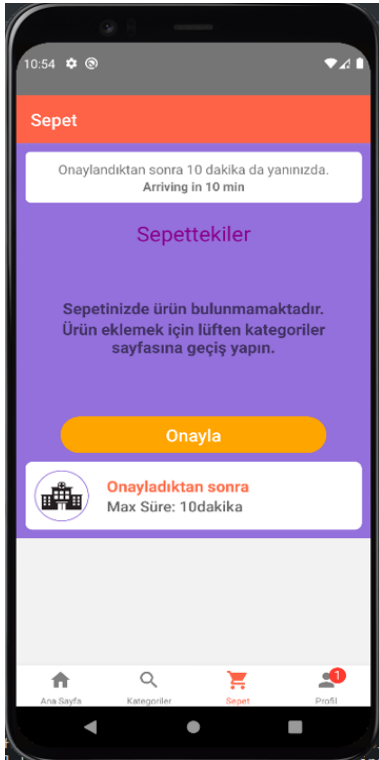 10:54
Sepet
Onaylandıktan sonra 10 dakika da yanınızda.
Arriving in 10 min
Sepettekiler
Sepetinizde ürün bulunmamaktadır.
Ürün eklemek için lüften kategoriler
sayfasına geçiş yapın.
Onayla
Onayladıktan sonra
Max Süre: 10dakika
1
Ana Sayfa
Kategoriler
Sepet
Profil